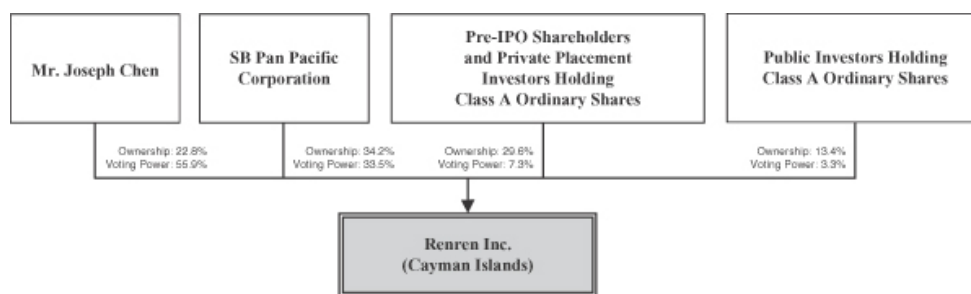 Mr. Joseph Chen
SB Pan Pacific
Corporation
Pre-IPO Shareholders
and Private Placement
Investors Holding
Class A Ordinary Shares
Public Investors Holding
Class A Ordinary Shares
Ownership: 22.8%
Voting Power: 55.9%
Ownership: 34.2%
Voting Power: 33.5%
Ownership: 29.6%
Voting Power: 7.3%
Ownership: 13.4%
Voting Power: 3.3%
Renren Inc.
(Cayman Islands)